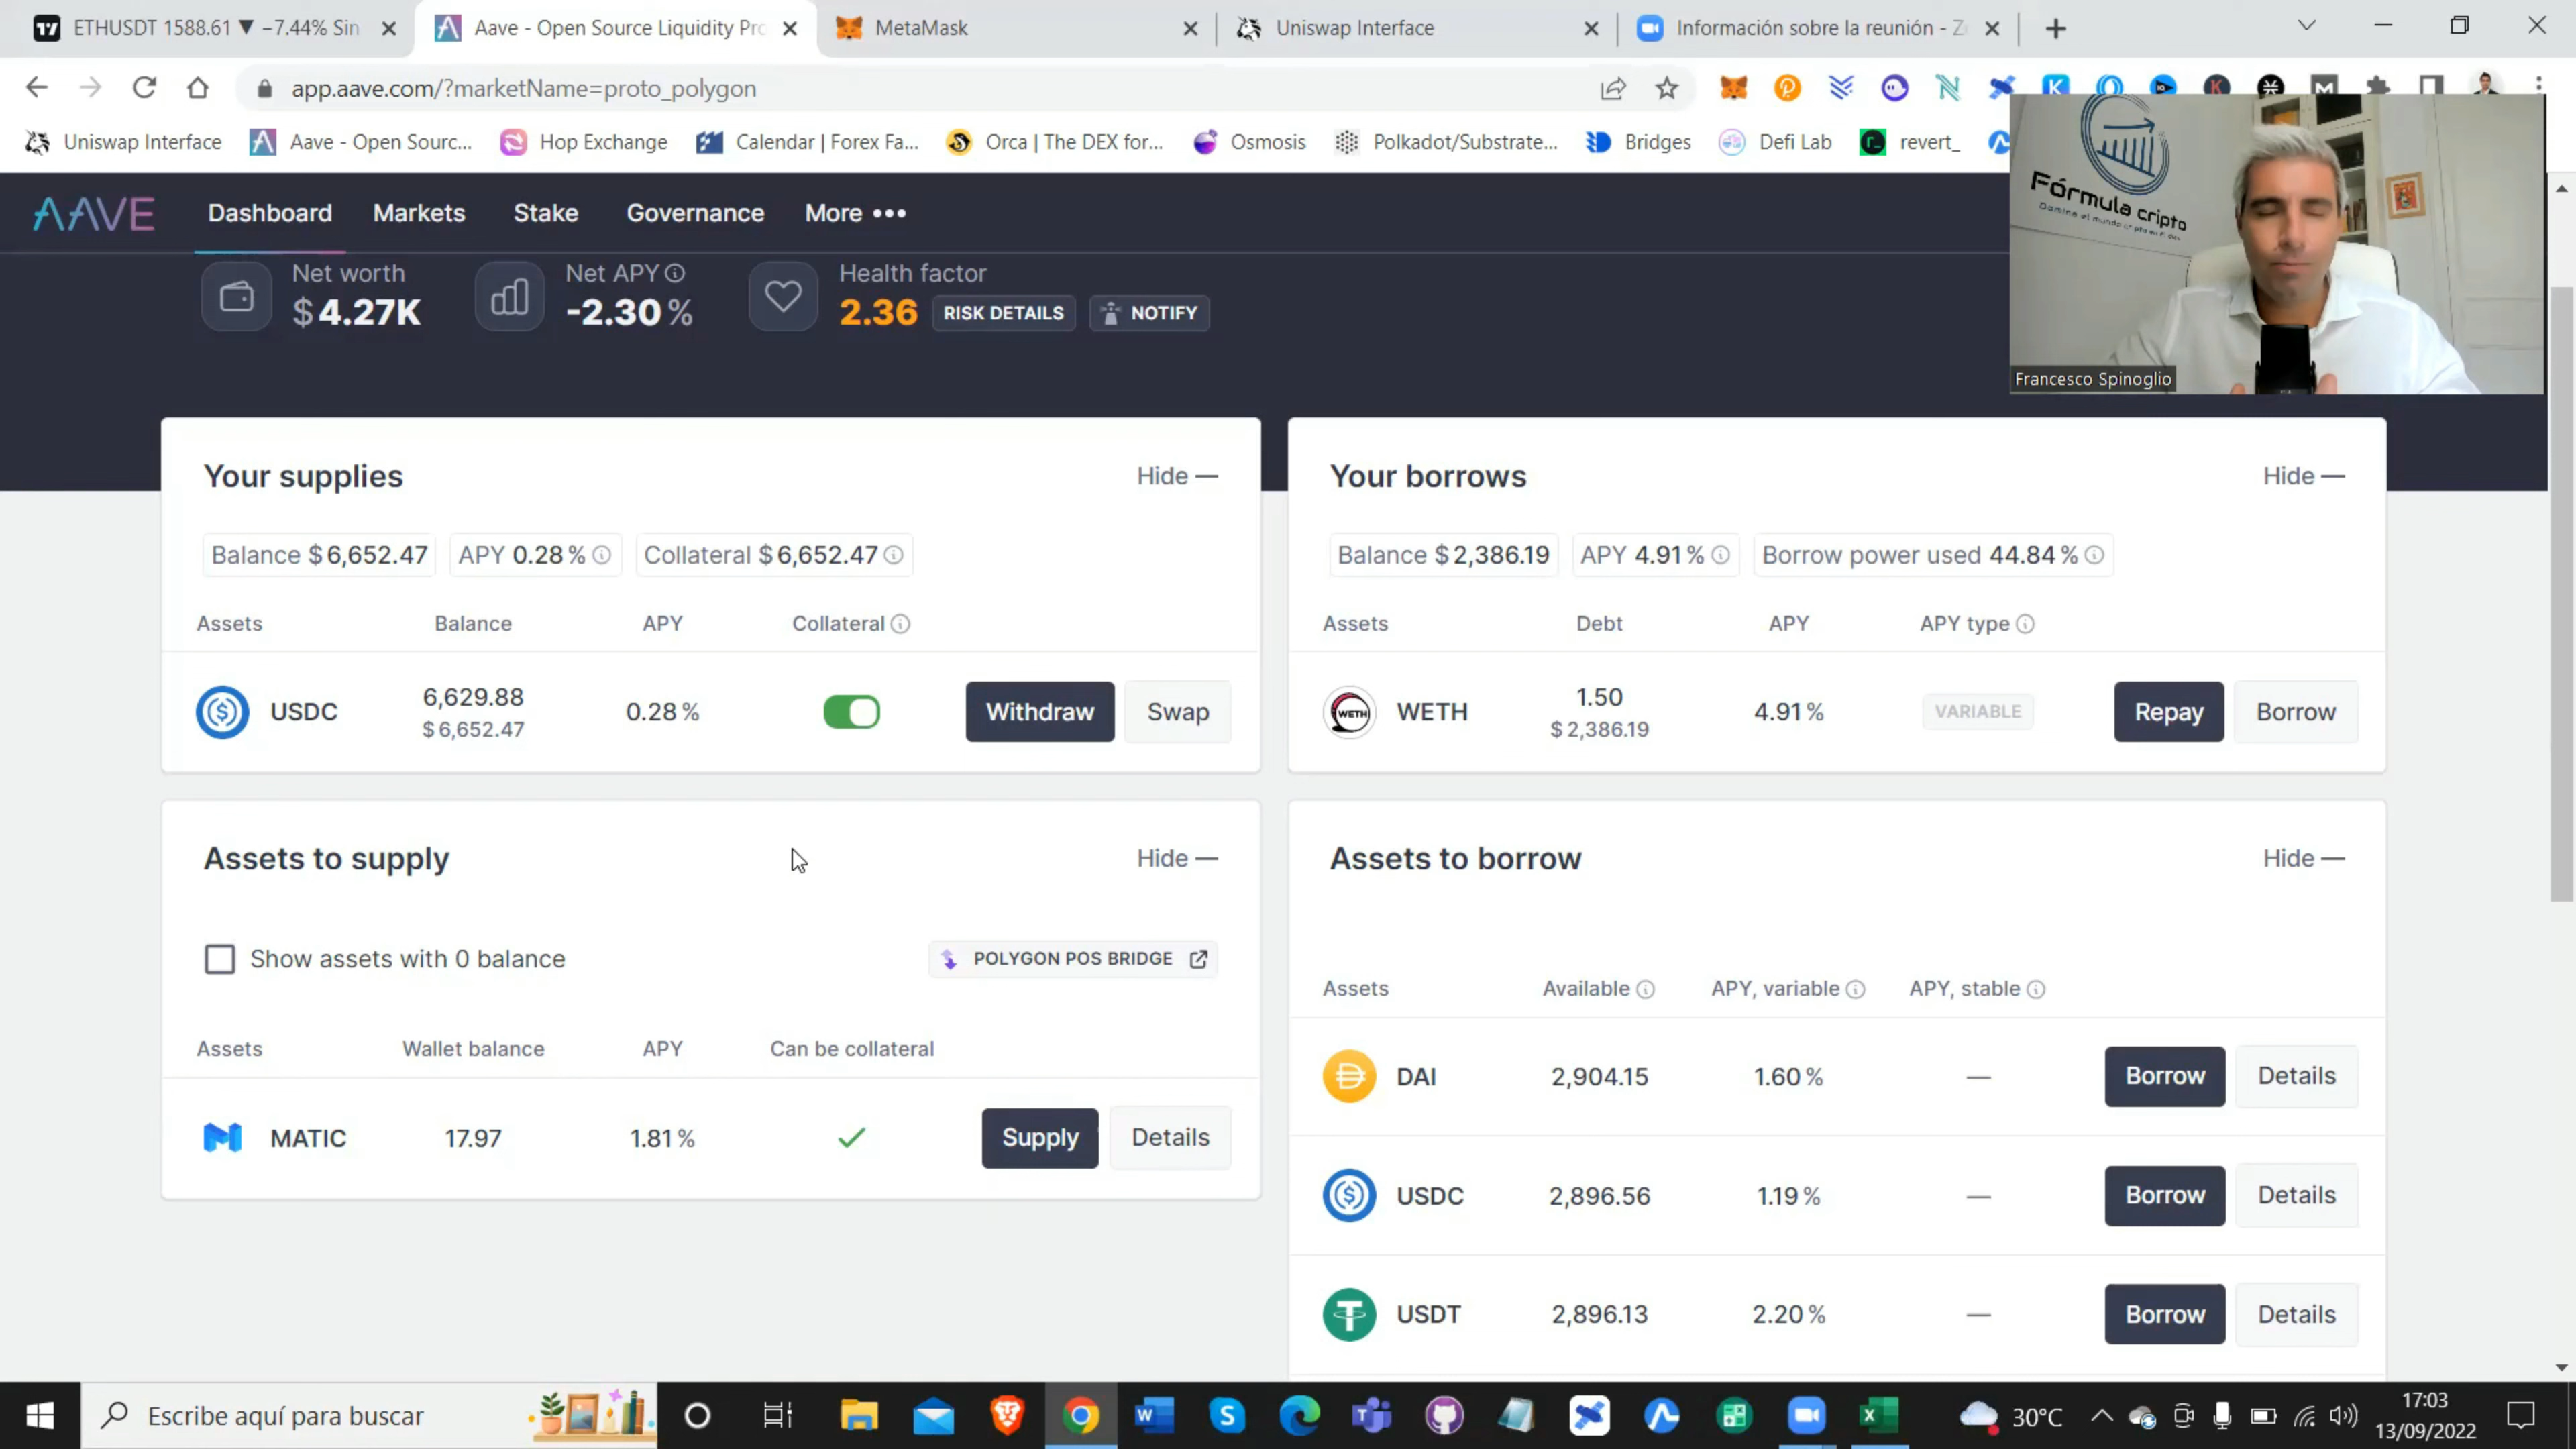 ETHUSDT 1588.61 ▼ −7.44% Sin
Aave - Open Source Liquidity Pro
MetaMask
Uniswap Interface
Información sobre la reunión - Z
app.aave.com/?marketName=proto_polygon
Uniswap Interface
Aave - Open Sourc...
Hop Exchange
Calendar | Forex Fa...
Orca | The DEX for...
Osmosis
Polkadot/Substrate...
Bridges
Defi Lab
revert_
AAVE
Dashboard
Markets
Stake
Governance
More •••
Net worth
$ 4.27K
Net APY
-2.30 %
Health factor
2.36
RISK DETAILS
NOTIFY
Fórmula cripto
Francesco Spinoglio
Your supplies
Hide —
Balance $ 6,652.47
APY 0.28 %
Collateral $ 6,652.47
Assets Balance APY Collateral
USDC 6,629.88 0.28 % Withdraw Swap
$ 6,652.47
Your borrows
Hide —
Balance $ 2,386.19
APY 4.91 %
Borrow power used 44.84 %
Assets Debt APY APY type
WETH WETH 1.50 4.91 % VARIABLE Repay Borrow
$ 2,386.19
Assets to supply
Hide —
Show assets with 0 balance
POLYGON POS BRIDGE
Assets Wallet balance APY Can be collateral
MATIC 17.97 1.81 % Supply Details
Assets to borrow
Hide —
Assets Available APY, variable APY, stable
DAI 2,904.15 1.60 % — Borrow Details
USDC 2,896.56 1.19 % — Borrow Details
USDT 2,896.13 2.20 % — Borrow Details
Escribe aquí para buscar
30°C
17:03
13/09/2022